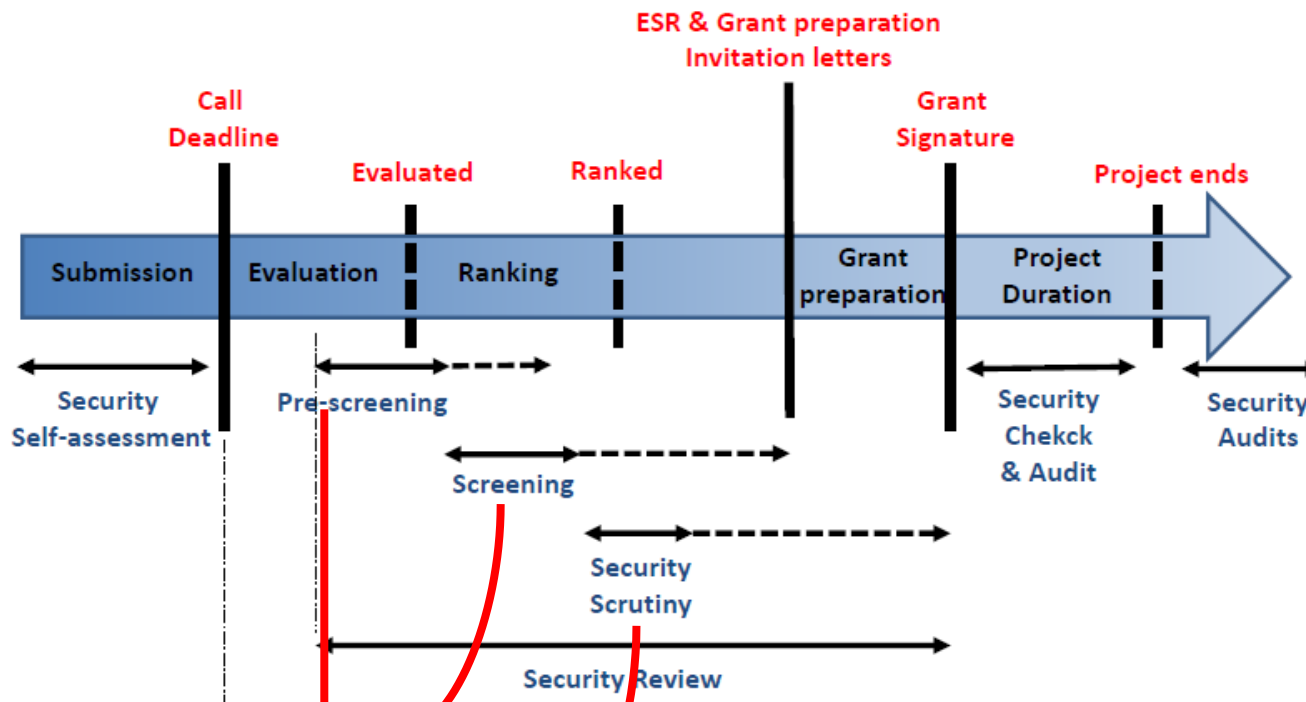 ESR & Grant preparation
Invitation letters
Call
Deadline
Grant
Signature
Evaluated
Ranked
Project ends
Submission
Evaluation
Ranking
Grant
preparation
Project
Duration
Security
Self-assessment
Pre-screening
Security
Chekck
& Audit
Security
Audits
Screening
Security
Scrutiny
Security Review